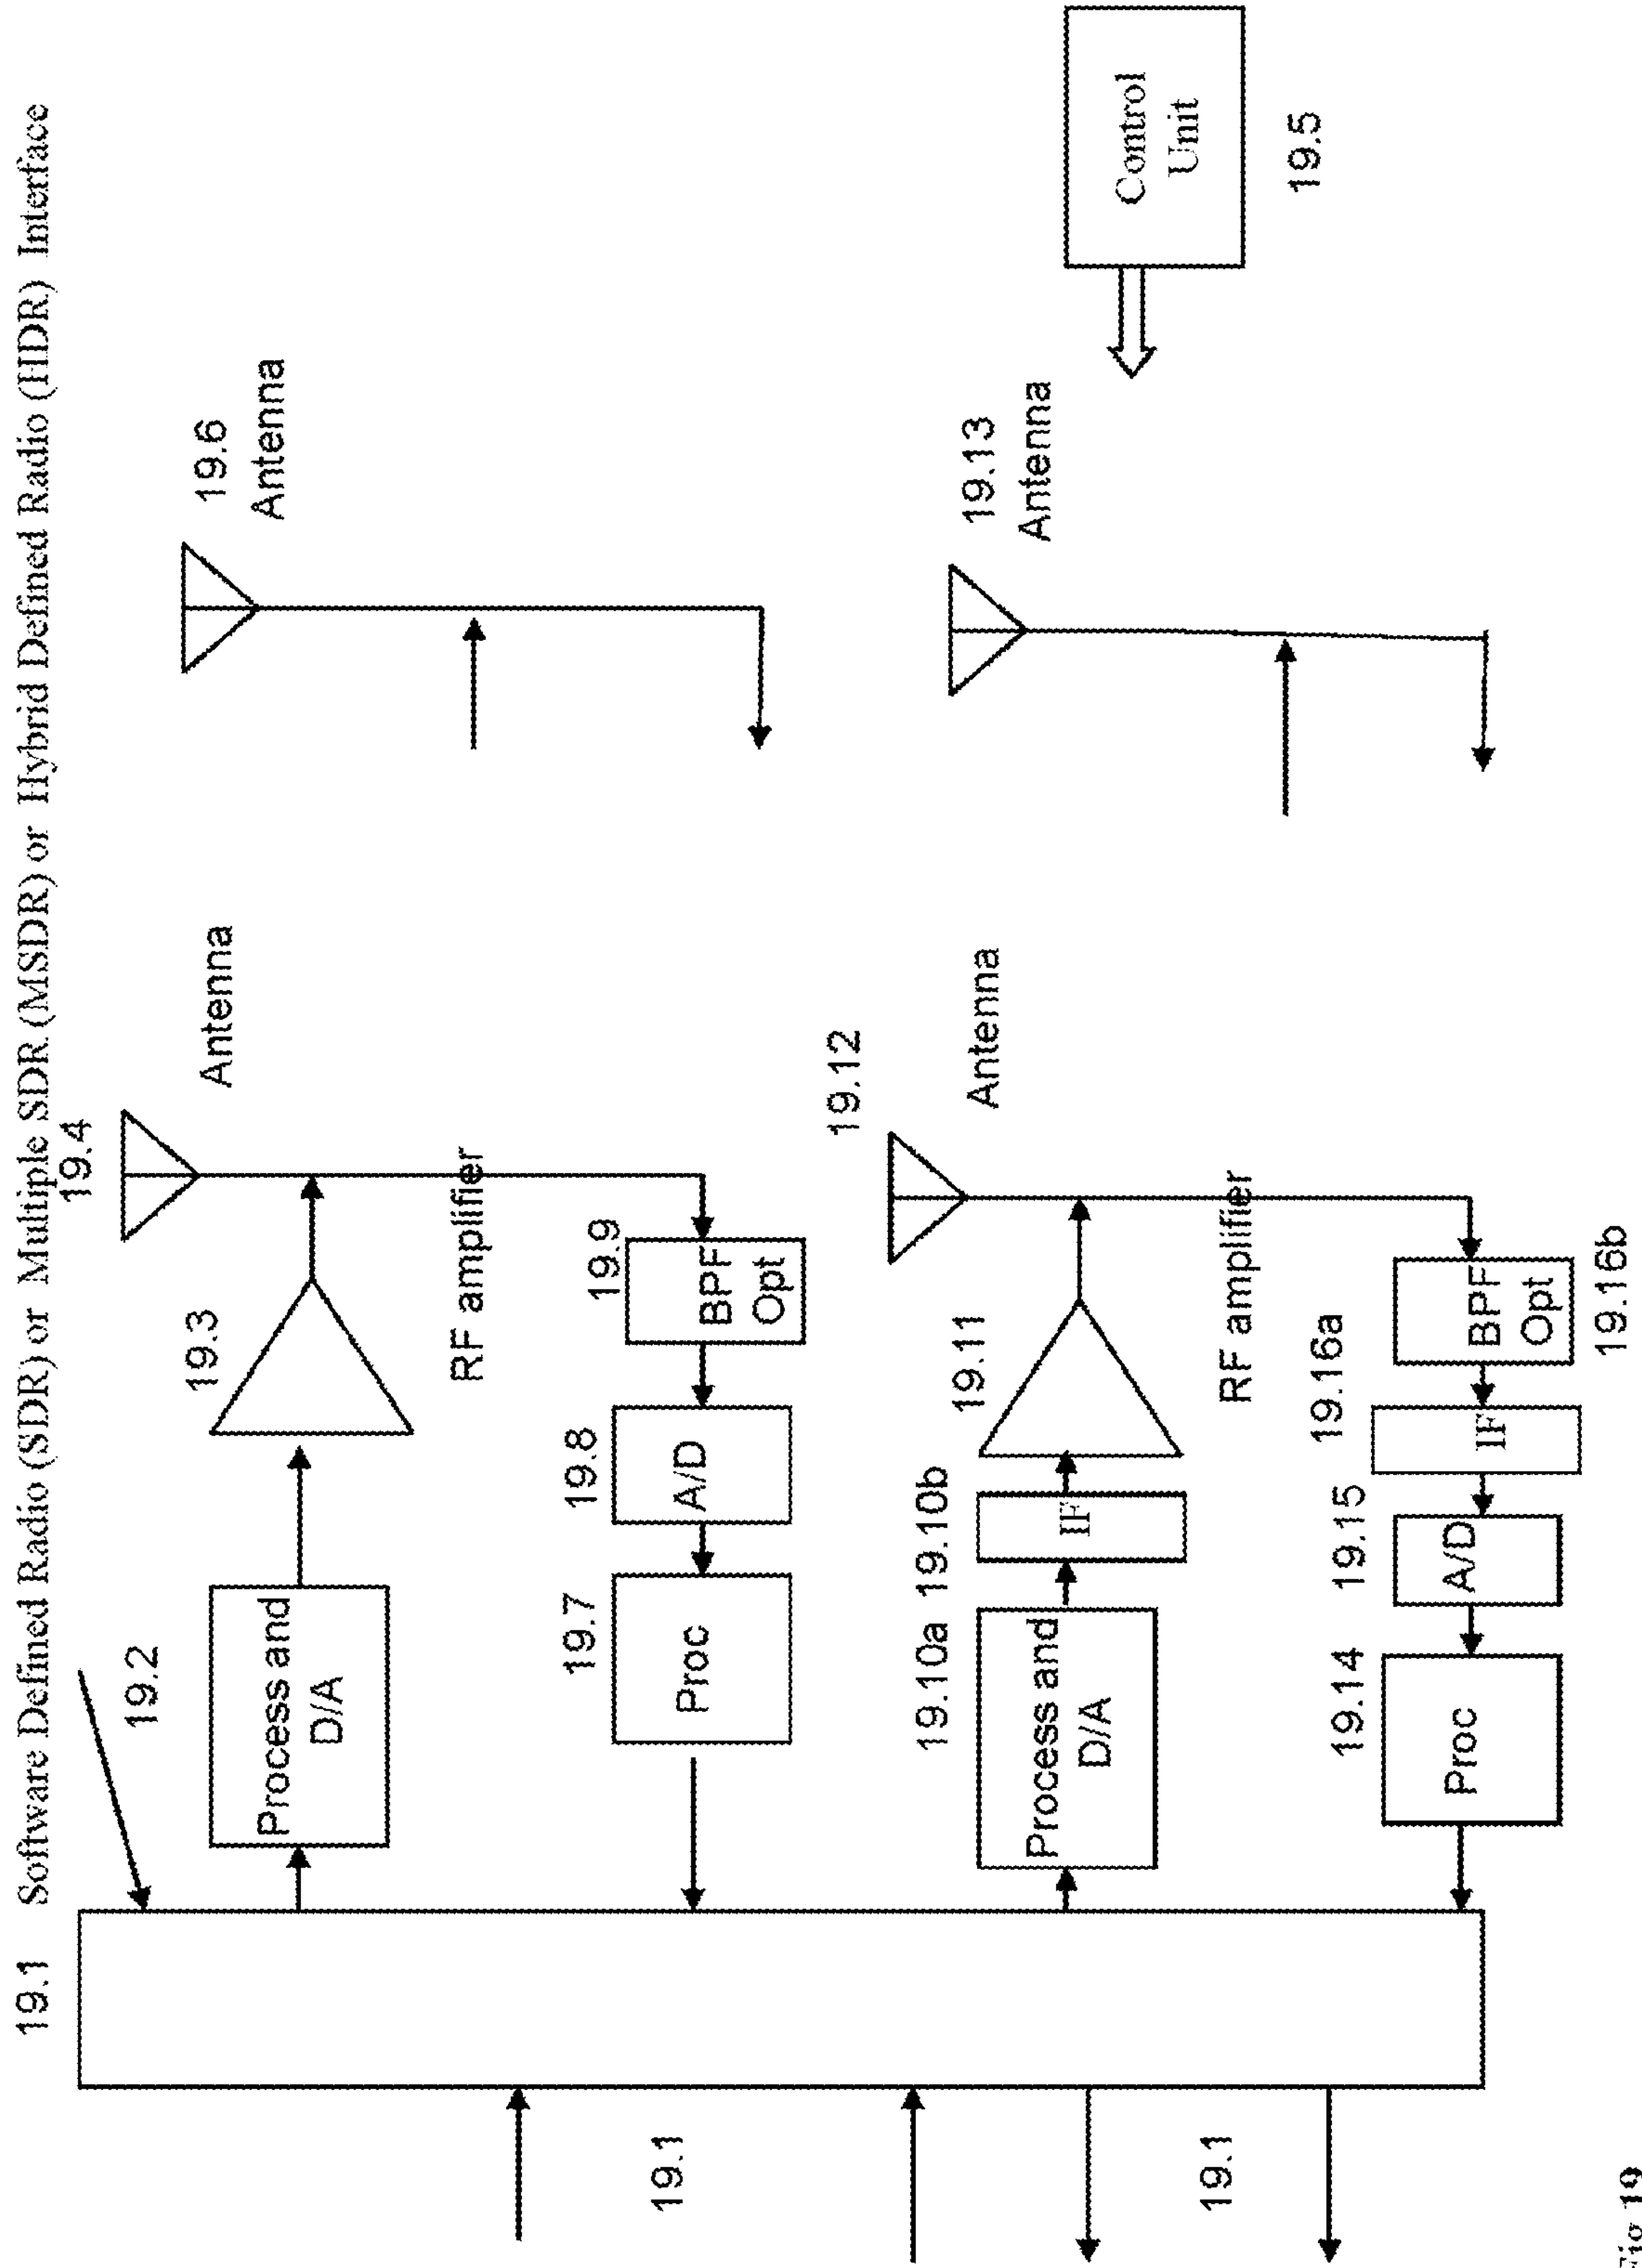 19.1 Software Defined Radio (SDR) or Multiple SDR (MSDR) or Hybrid Defined Radio (HDR) Interface
19.4
Antenna
19.6
Antenna
19.2
Process and
D/A
19.3
RF amplifier
19.7
Proc
19.8
A/D
19.9
BPF
Opt
19.1
19.12
Antenna
19.13
Antenna
19.10a
Process and
D/A
19.10b
IF
19.11
RF amplifier
Control
Unit
19.5
19.14
Proc
19.15
A/D
19.16a
IF
BPF
Opt
19.16b
19.1
Fig 19